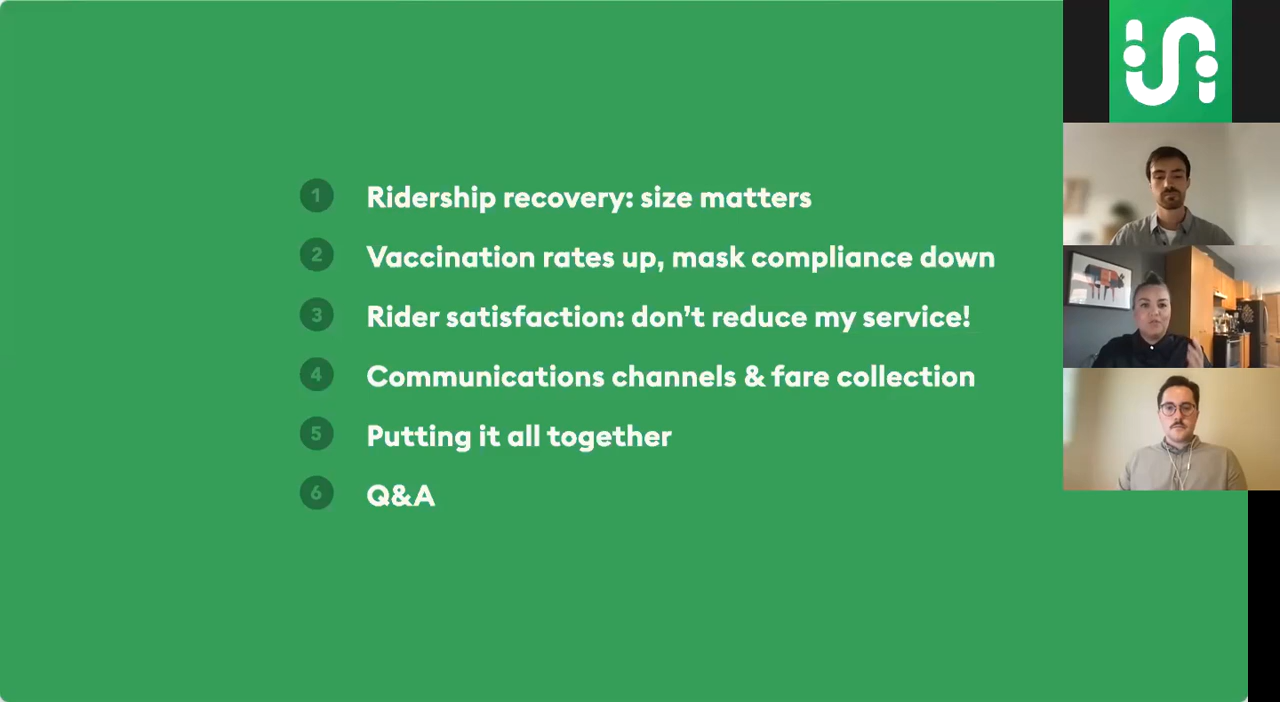 1 Ridership recovery: size matters
2 Vaccination rates up, mask compliance down
3 Rider satisfaction: don't reduce my service!
4 Communications channels & fare collection
5 Putting it all together
6 Q&A